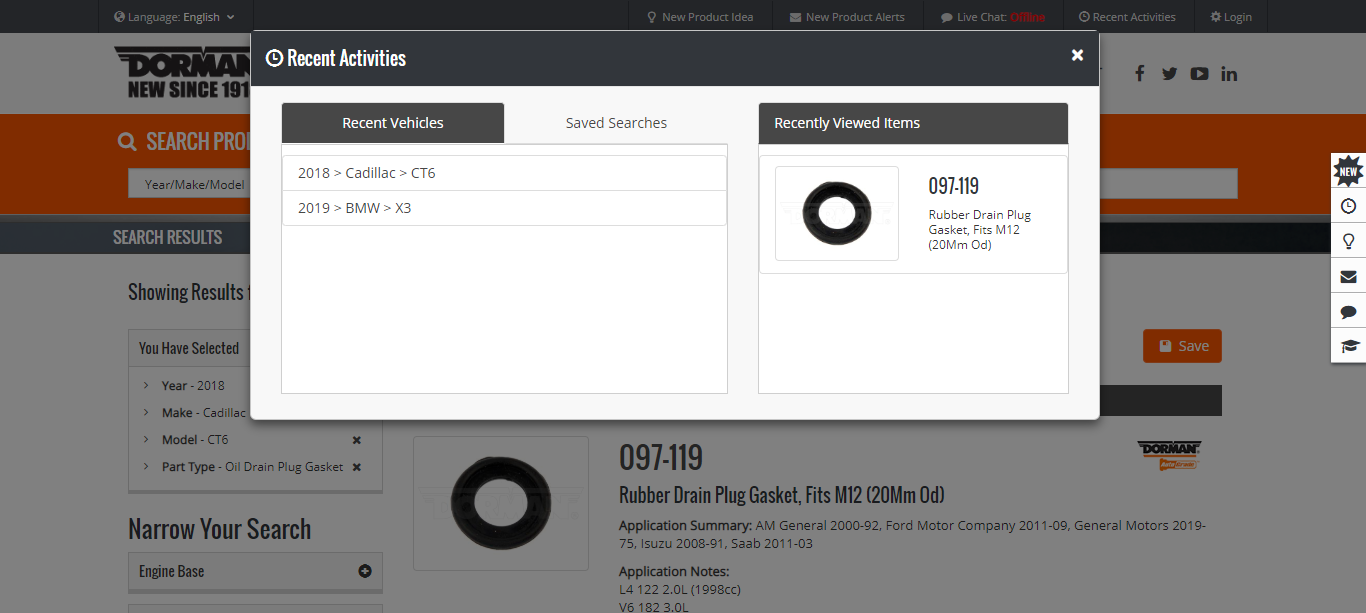 Language: English
New Product Idea
New Product Alerts
Live Chat: Offline
Recent Activities
Login
DORMAN
NEW SINCE 191
Recent Activities
SEARCH PRO
Year/Make/Model
Recent Vehicles
Saved Searches
2018 > Cadillac > CT6
2019 > BMW > X3
Recently Viewed Items
097-119
Rubber Drain Plug
Gasket, Fits M12
(20Mm Od)
NEW
SEARCH RESULTS
Showing Results
Save
You Have Selected
Year - 2018
Make - Cadillac
Model - CT6
Part Type - Oil Drain Plug Gasket
Narrow Your Search
Engine Base
DORMAN
097-119
Rubber Drain Plug Gasket, Fits M12 (20Mm Od)
Application Summary: AM General 2000-92, Ford Motor Company 2011-09, General Motors 2019-
75, Isuzu 2008-91, Saab 2011-03
Application Notes:
L4 122 2.0L (1998cc)
V6 182 3.0L
DORMAN